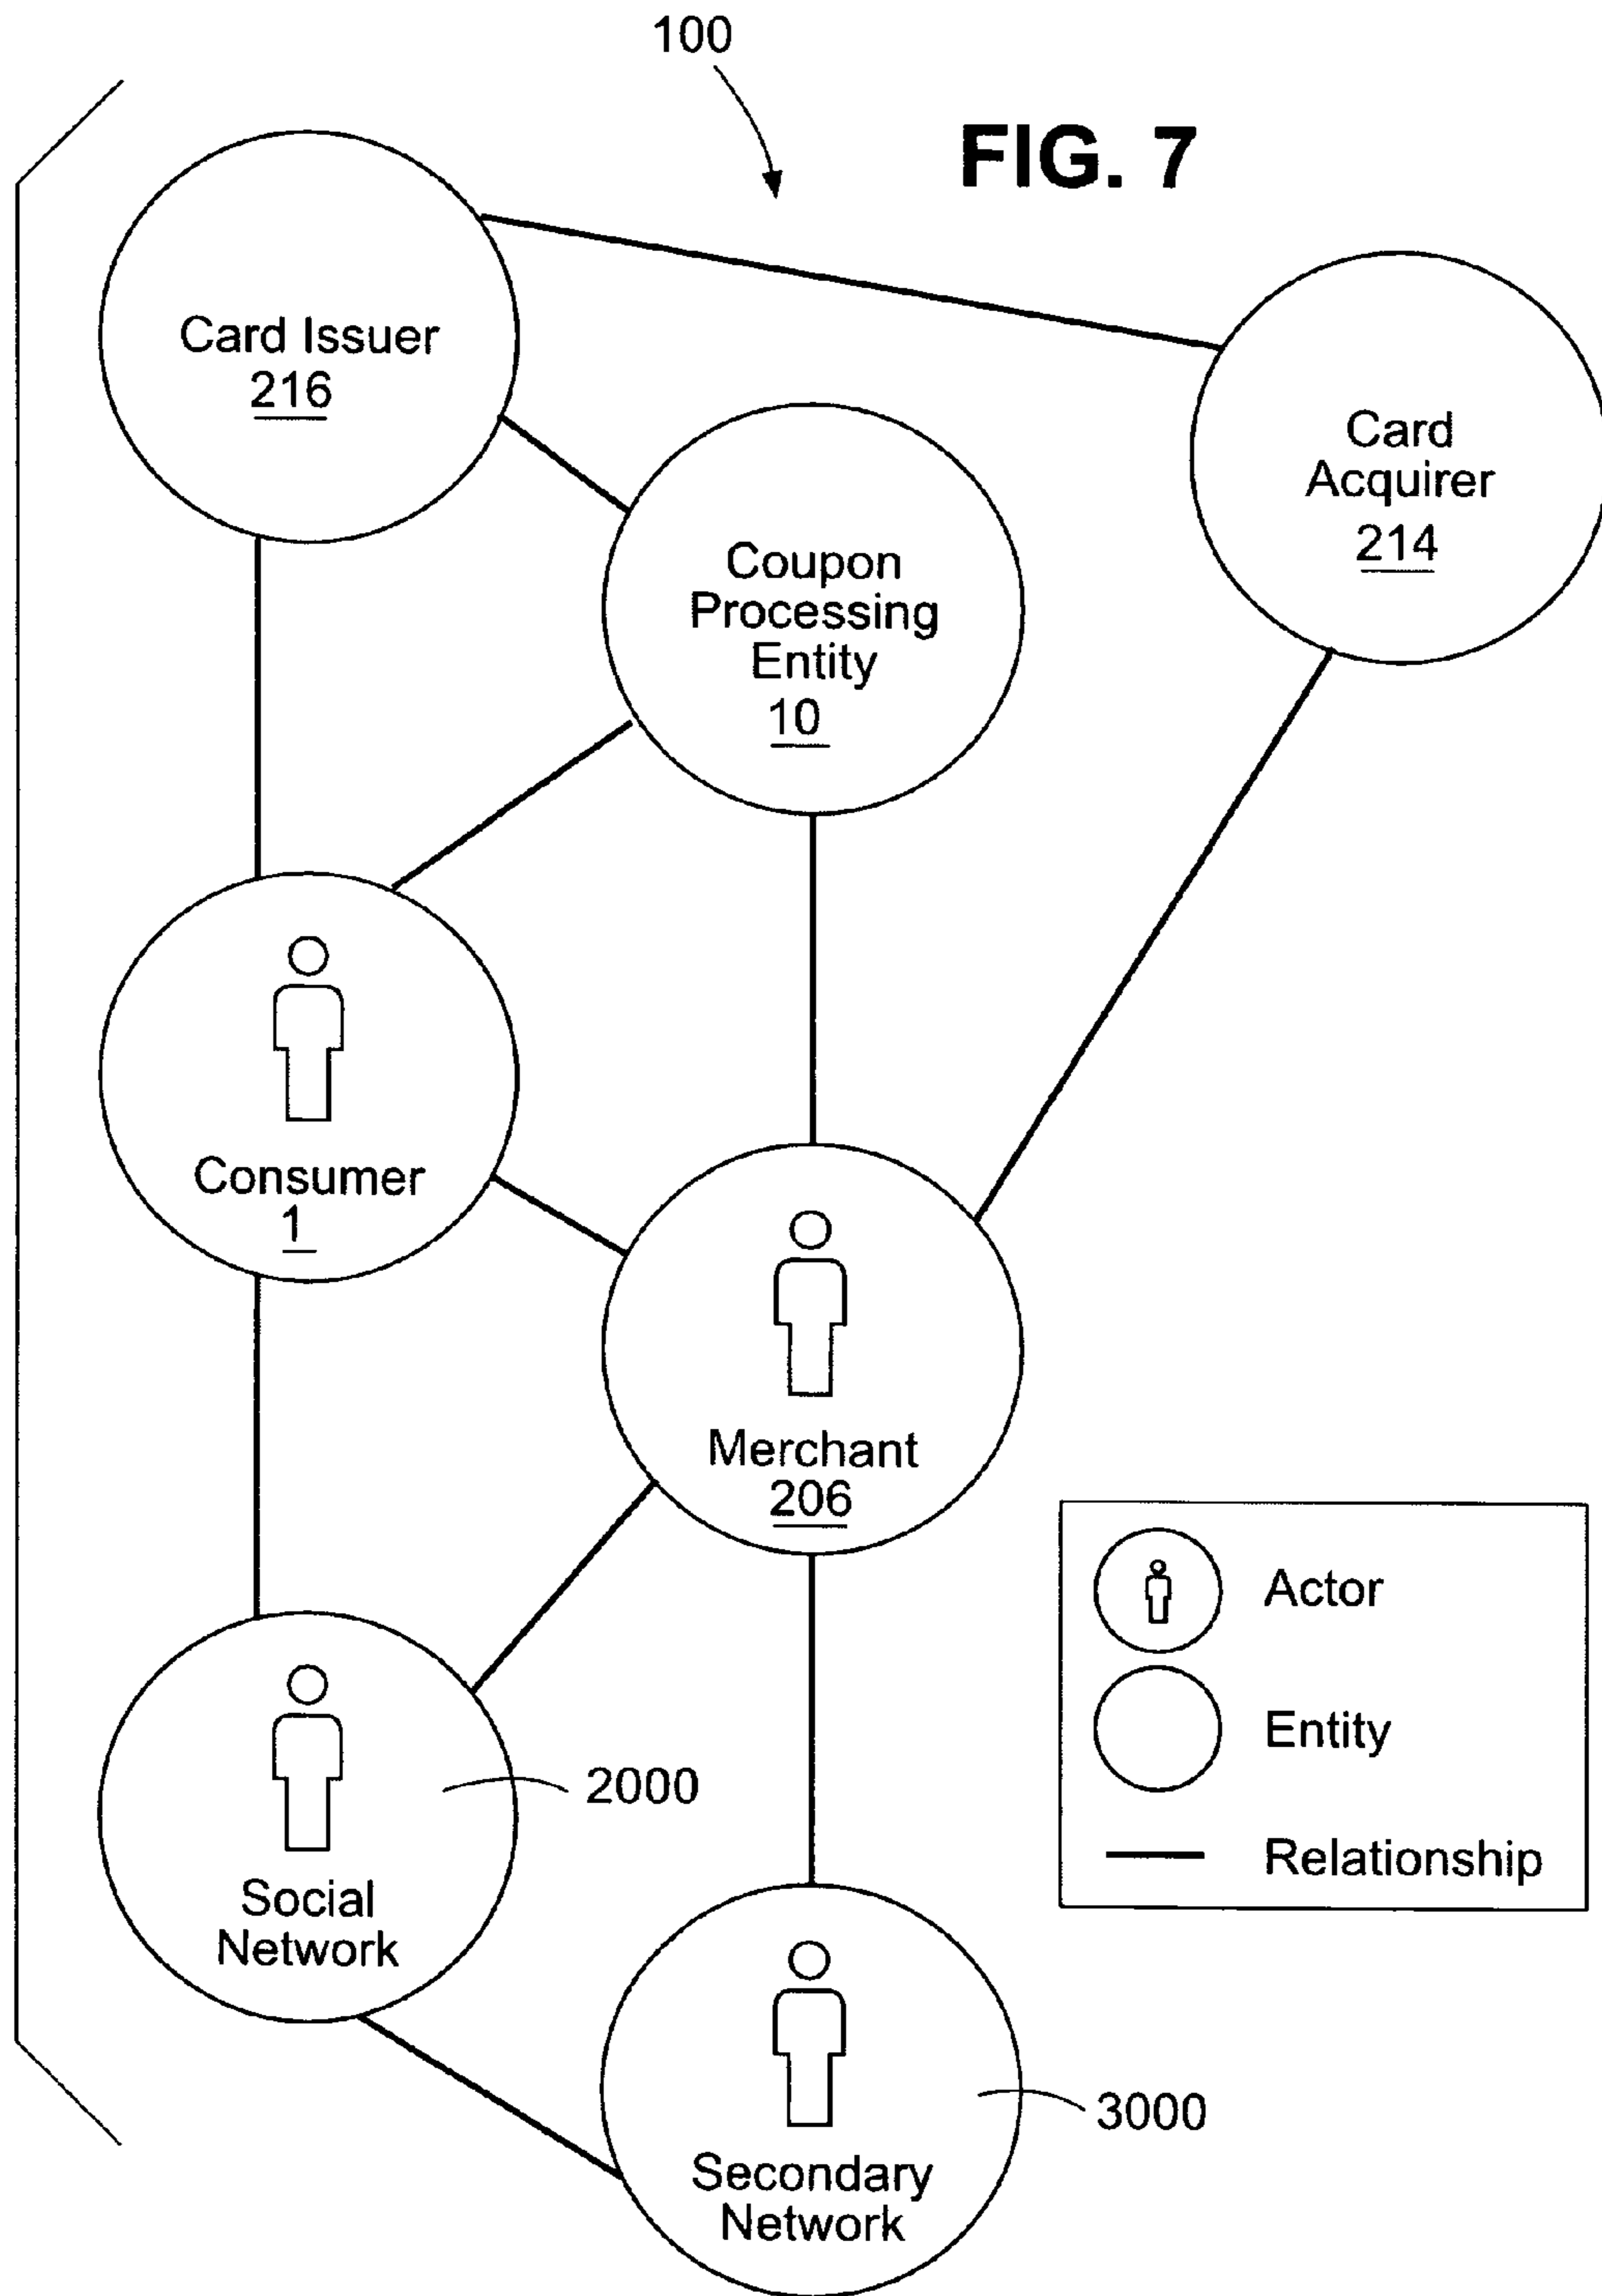 100
FIG. 7
Card Issuer
216
Card
Acquirer
214
Coupon
Processing
Entity
10
Consumer
1
Merchant
206
Actor
Entity
Relationship
2000
Social
Network
3000
Secondary
Network